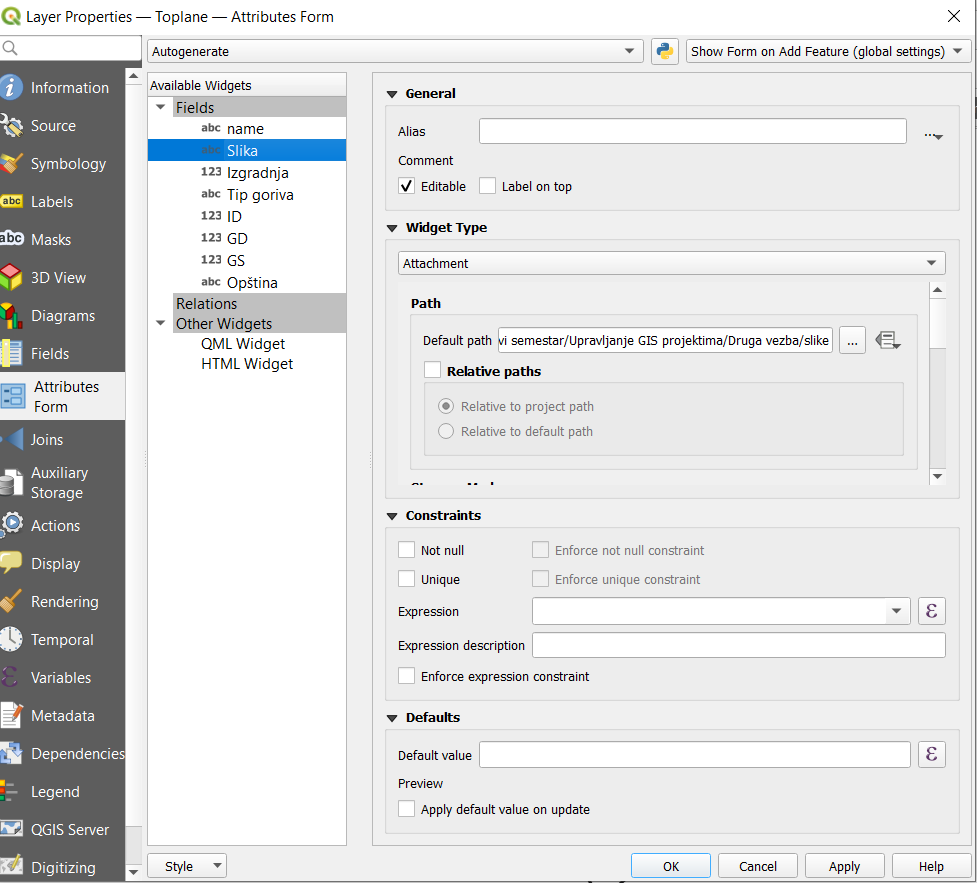 Layer Properties — Toplane — Attributes Form
Autogenerate
Show Form on Add Feature (global settings)
Information
Source
Symbology
abc Labels
abc Masks
3D View
Diagrams
Fields
Attributes
Form
Joins
Auxiliary
Storage
Actions
Display
Rendering
Temporal
Variables
Metadata
Dependencies
Legend
QGIS Server
Digitizing
Available Widgets
Fields
abc name
abc Slika
123 Izgradnja
abc Tip goriva
123 ID
123 GD
123 GS
abc Opština
Relations
Other Widgets
QML Widget
HTML Widget
Style
General
Alias
Comment
Editable Label on top
Widget Type
Attachment
Path
Default path vi semestar/Upravljanje GIS projektima/Druga vezba/slike ...
Relative paths
Relative to project path
Relative to default path
Constraints
Not null Enforce not null constraint
Unique Enforce unique constraint
Expression ε
Expression description
Enforce expression constraint
Defaults
Default value ε
Preview
Apply default value on update
OK Cancel Apply Help